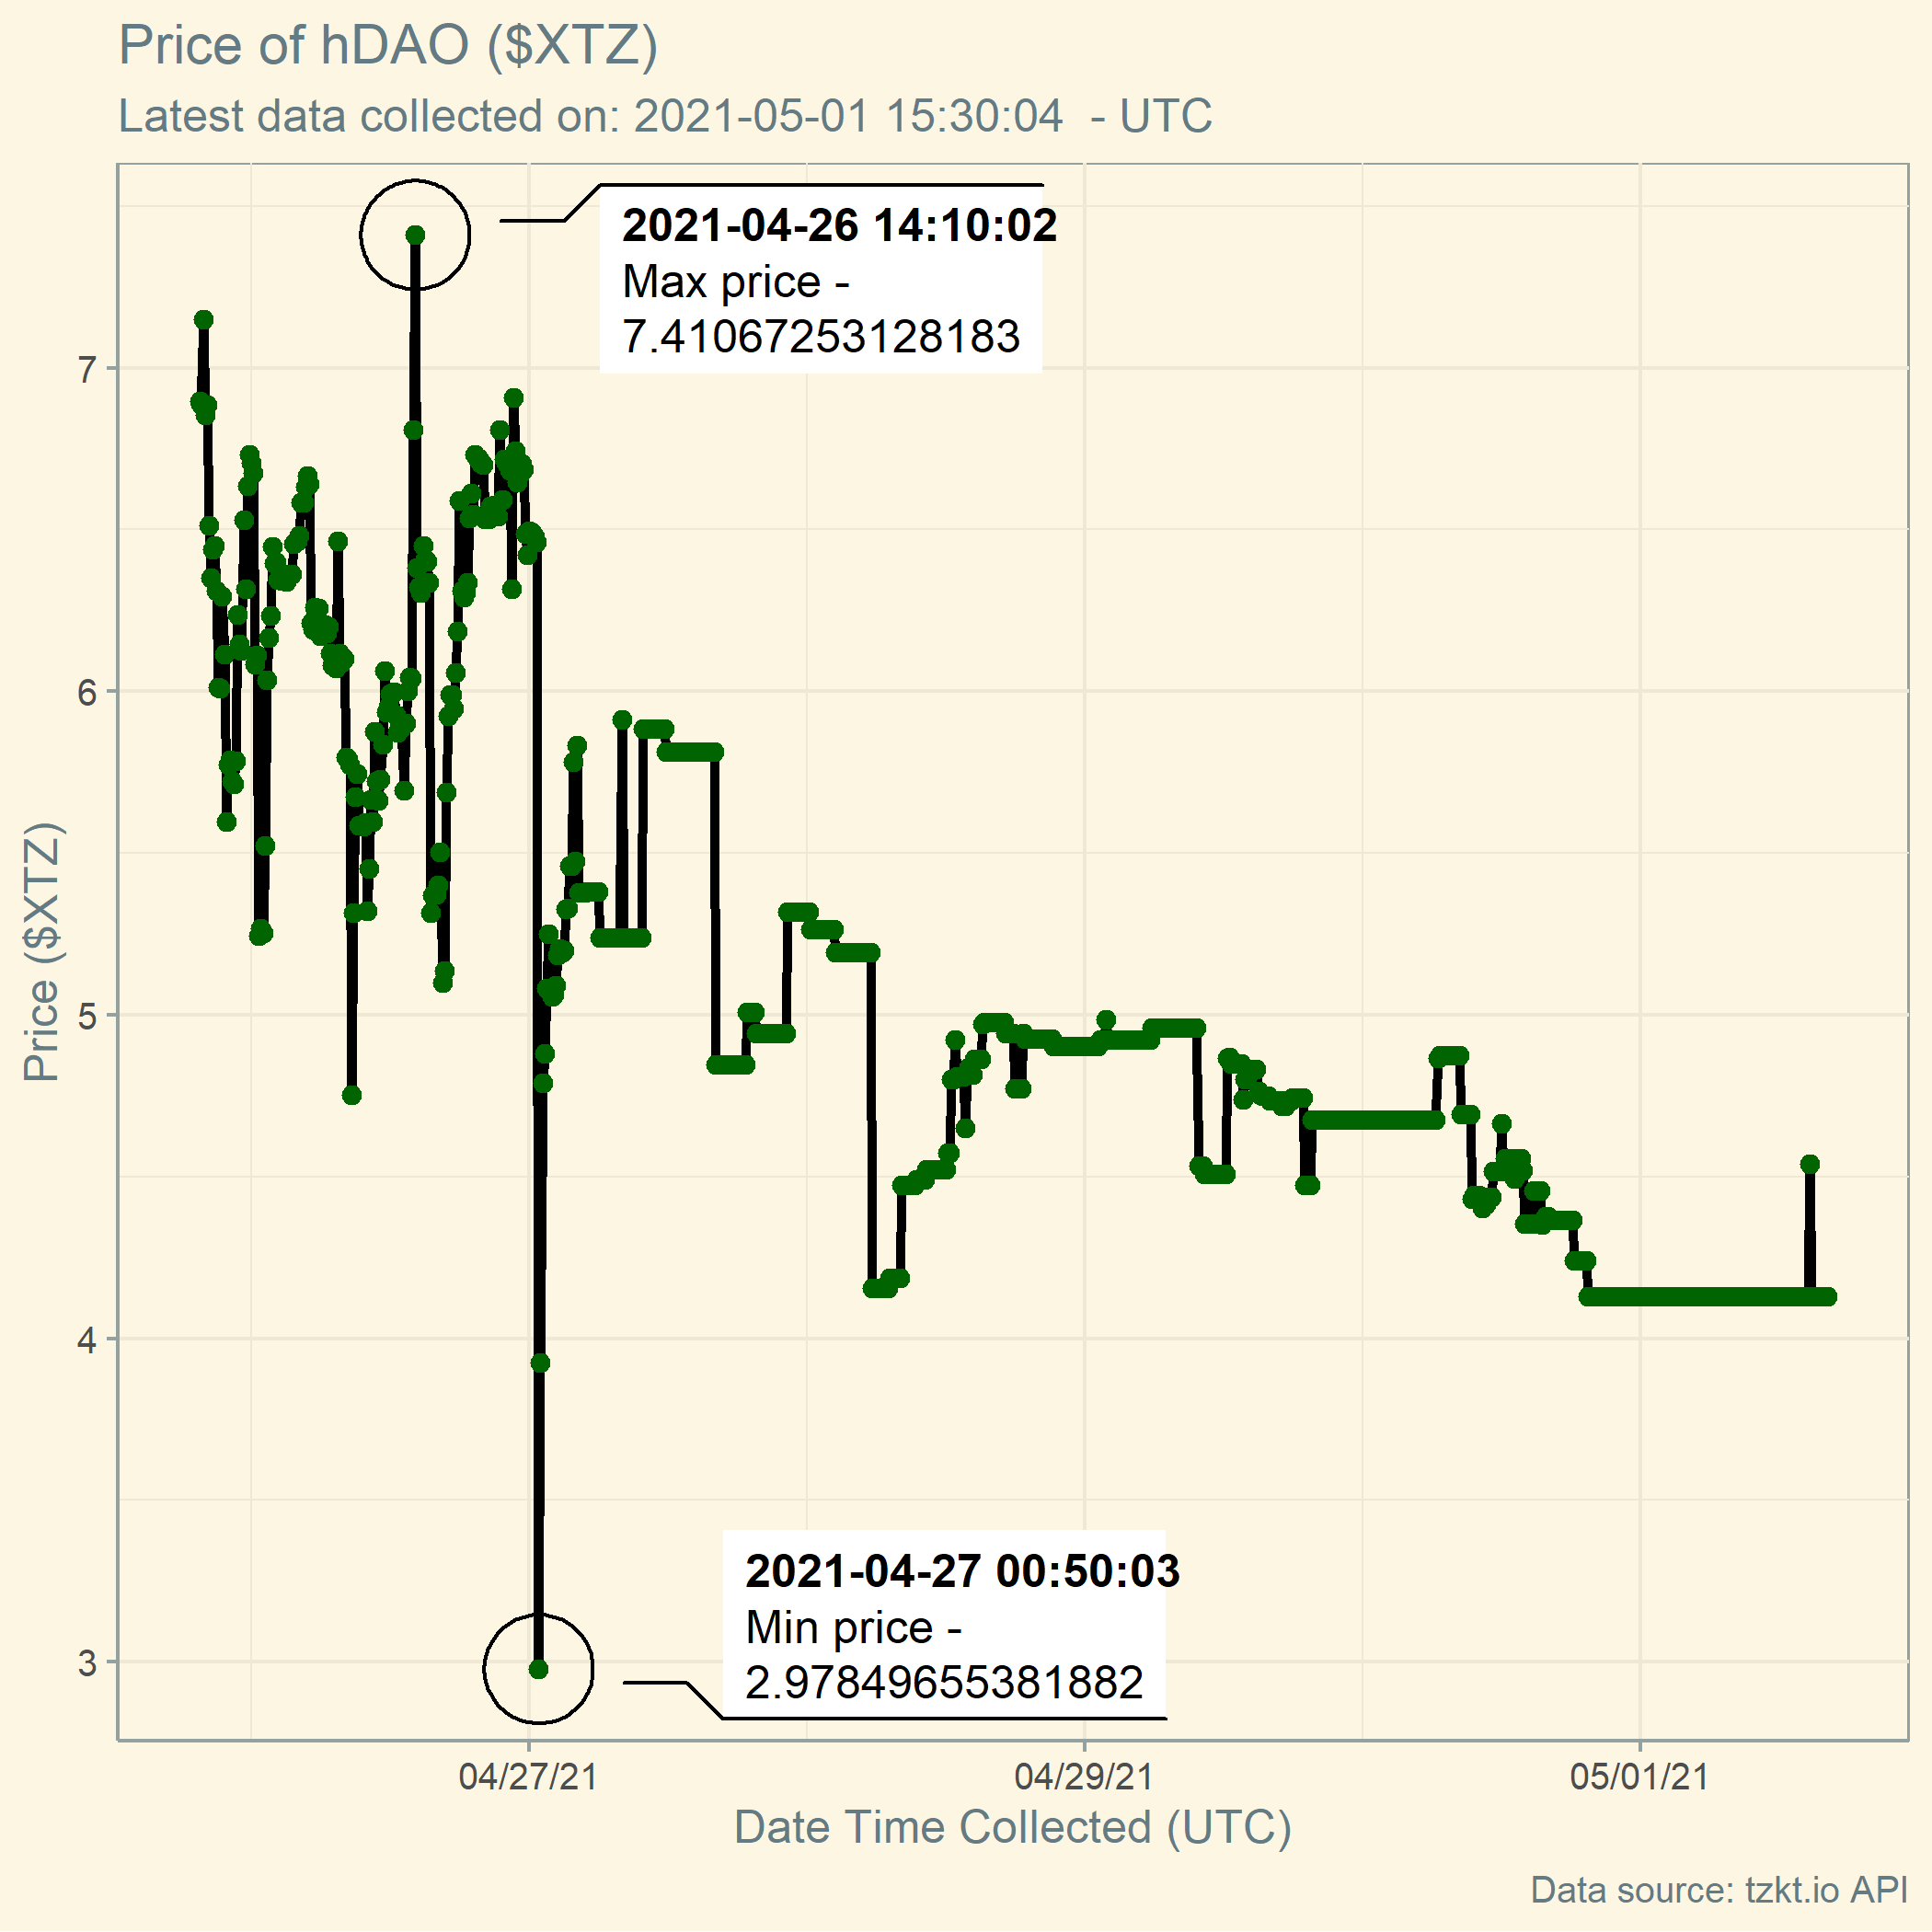 Price of hDAO ($XTZ)
Latest data collected on: 2021-05-01 15:30:04  - UTC
2021-04-26 14:10:02
Max price -
7.41067253128183
7
6
5
4
3
Price ($XTZ)
2021-04-27 00:50:03
Min price -
2.97849655381882
04/27/21
04/29/21
05/01/21
Date Time Collected (UTC)
Data source: tzkt.io API